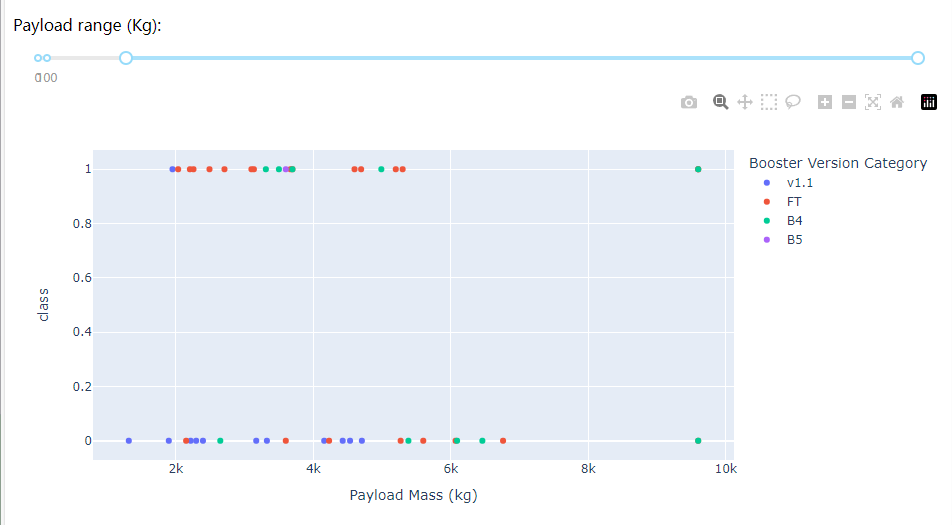 Payload range (Kg):
100
Booster Version Category
v1.1
FT
B4
B5
1
0.8
0.6
0.4
0.2
0
class
2k
4k
6k
8k
10k
Payload Mass (kg)